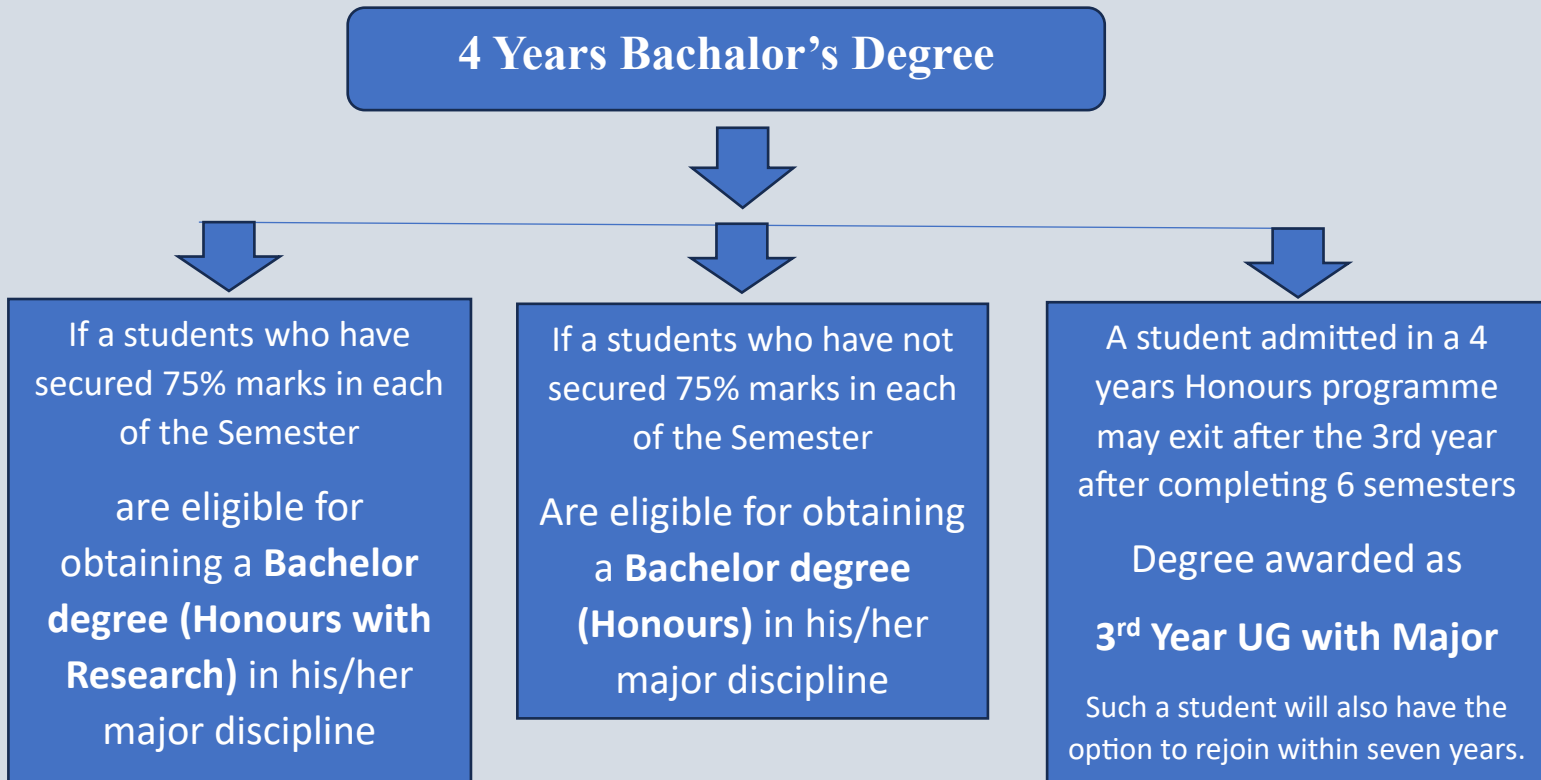 4 Years Bachalor’s Degree
If a students who have
secured 75% marks in each
of the Semester
are eligible for
obtaining a Bachelor
degree (Honours with
Research) in his/her
major discipline
If a students who have not
secured 75% marks in each
of the Semester
Are eligible for obtaining
a Bachelor degree
(Honours) in his/her
major discipline
A student admitted in a 4
years Honours programme
may exit after the 3rd year
after completing 6 semesters
Degree awarded as
3rd Year UG with Major
Such a student will also have the
option to rejoin within seven years.